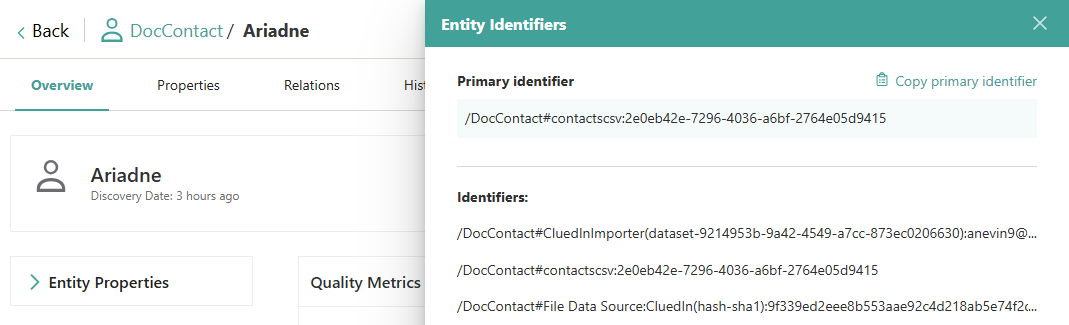 Back
DocContact / Ariadne
Overview Properties Relations Hist
Ariadne
Discovery Date: 3 hours ago
Entity Properties
Quality Metrics
Entity Identifiers
Primary identifier
Copy primary identifier
/DocContact#contactscsv:2e0eb42e-7296-4036-a6bf-2764e05d9415
Identifiers:
/DocContact#CluedInImporter(dataset-9214953b-9a42-4549-a7cc-873ec0206630):anevin9@...
/DocContact#contactscsv:2e0eb42e-7296-4036-a6bf-2764e05d9415
/DocContact#File Data Source:CluedIn(hash-sha1):9f339ed2eee8b553aae92c4d218ab5e74f2c...